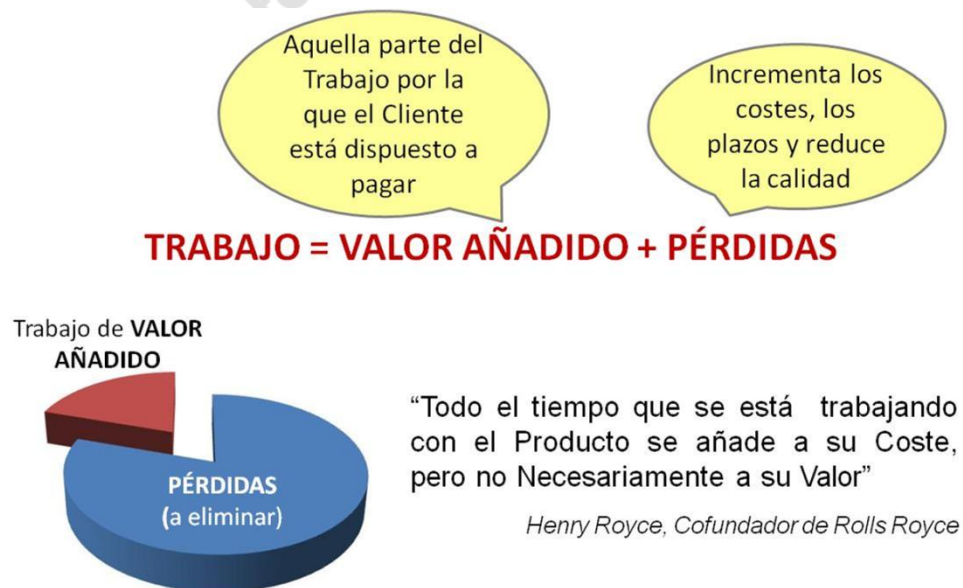 Aquella parte del
Trabajo por la
que el Cliente
está dispuesto a
pagar
Incrementa los
costes, los
plazos y reduce
la calidad
TRABAJO = VALOR AÑADIDO + PÉRDIDAS
Trabajo de VALOR
AÑADIDO
PÉRDIDAS
(a eliminar)
“Todo el tiempo que se está trabajando
con el Producto se añade a su Coste,
pero no Necesariamente a su Valor”
Henry Royce, Cofundador de Rolls Royce